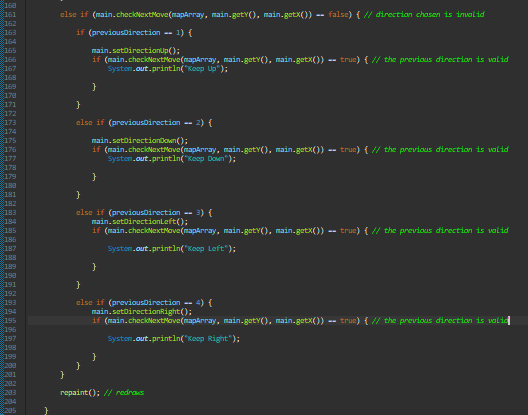 160
161 else if (main.checkNextMove(mapArray, main.getY(), main.getX()) == false) { // direction chosen is invalid
162
163 if (previousDirection == 1) {
164
165 main.setDirectionUp();
166 if (main.checkNextMove(mapArray, main.getY(), main.getX()) == true) { // the previous direction is valid
167 System.out.println("Keep Up");
168
169 }
170
171 }
172
173 else if (previousDirection == 2) {
174
175 main.setDirectionDown();
176 if (main.checkNextMove(mapArray, main.getY(), main.getX()) == true) { // the previous direction is valid
177 System.out.println("Keep Down");
178
179 }
180
181 }
182
183 else if (previousDirection == 3) {
184 main.setDirectionLeft();
185 if (main.checkNextMove(mapArray, main.getY(), main.getX()) == true) { // the previous direction is valid
186
187 System.out.println("Keep Left");
188
189 }
190
191 }
192
193 else if (previousDirection == 4) {
194 main.setDirectionRight();
195 if (main.checkNextMove(mapArray, main.getY(), main.getX()) == true) { // the previous direction is valid
196
197 System.out.println("Keep Right");
198
199 }
200 }
201 }
202
203 repaint(); // redraws
204
205 }